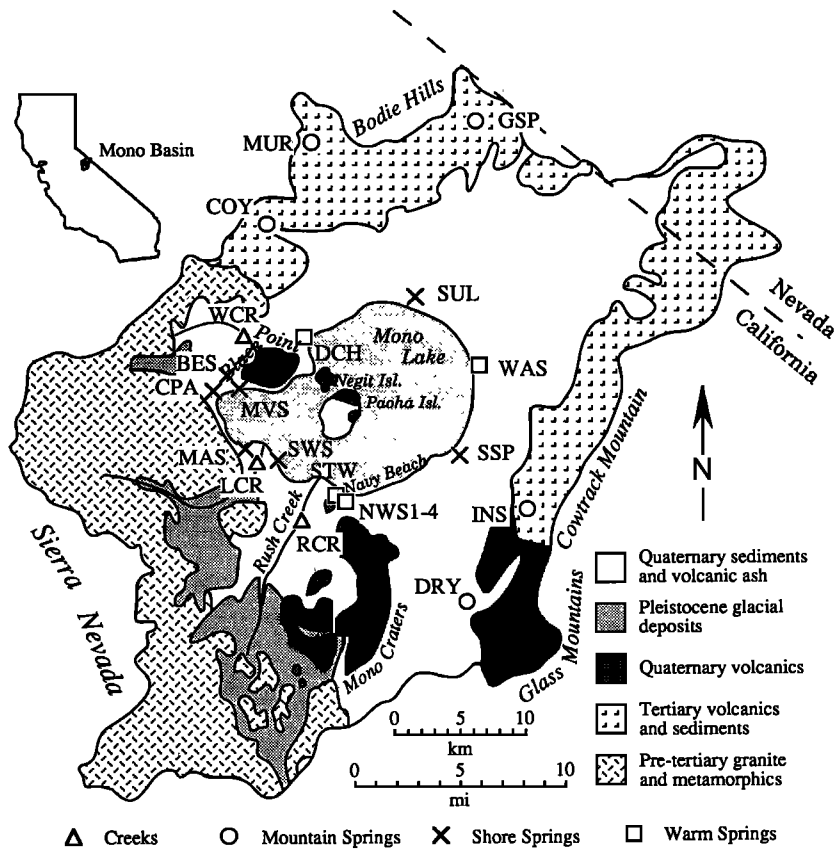 Bodie Hills
GSP
MUR
Mono Basin
COY
SUL
Nevada
California
WCR
Point
Mono
Lake
BES
Black
DCH
WAS
Negit Isl.
CPA
MVS
Paoha Isl.
MAS
SWS
SSP
STW
Navy Beach
LCR
N
NWS1-4
INS
Cowtrack Mountain
Rush Creek
RCR
Sierra Nevada
DRY
Mono Craters
Glass Mountains
Quaternary sediments
and volcanic ash
Pleistocene glacial
deposits
Quaternary volcanics
Tertiary volcanics
and sediments
Pre-tertiary granite
and metamorphics
0 5 10
km
0 5 10
mi
Creeks
Mountain Springs
Shore Springs
Warm Springs